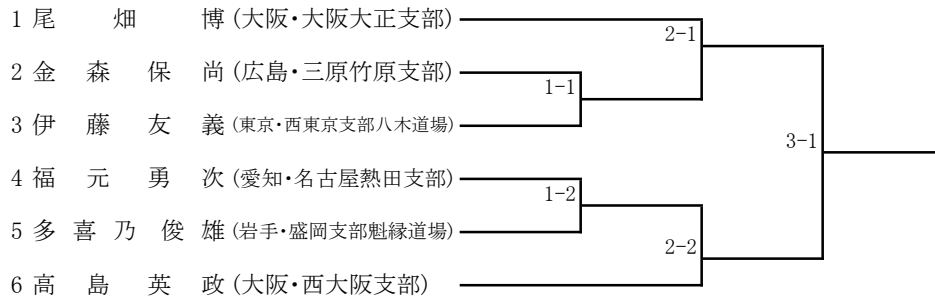 1 尾畑博 (大阪・大阪大正支部)
2-1
2 金森保尚 (広島・三原竹原支部)
1-1
3 伊藤友義 (東京・西東京支部八木道場)
3-1
4 福元勇次 (愛知・名古屋熱田支部)
1-2
5 多喜乃俊雄 (岩手・盛岡支部魁縁道場)
2-2
6 高島英政 (大阪・西大阪支部)